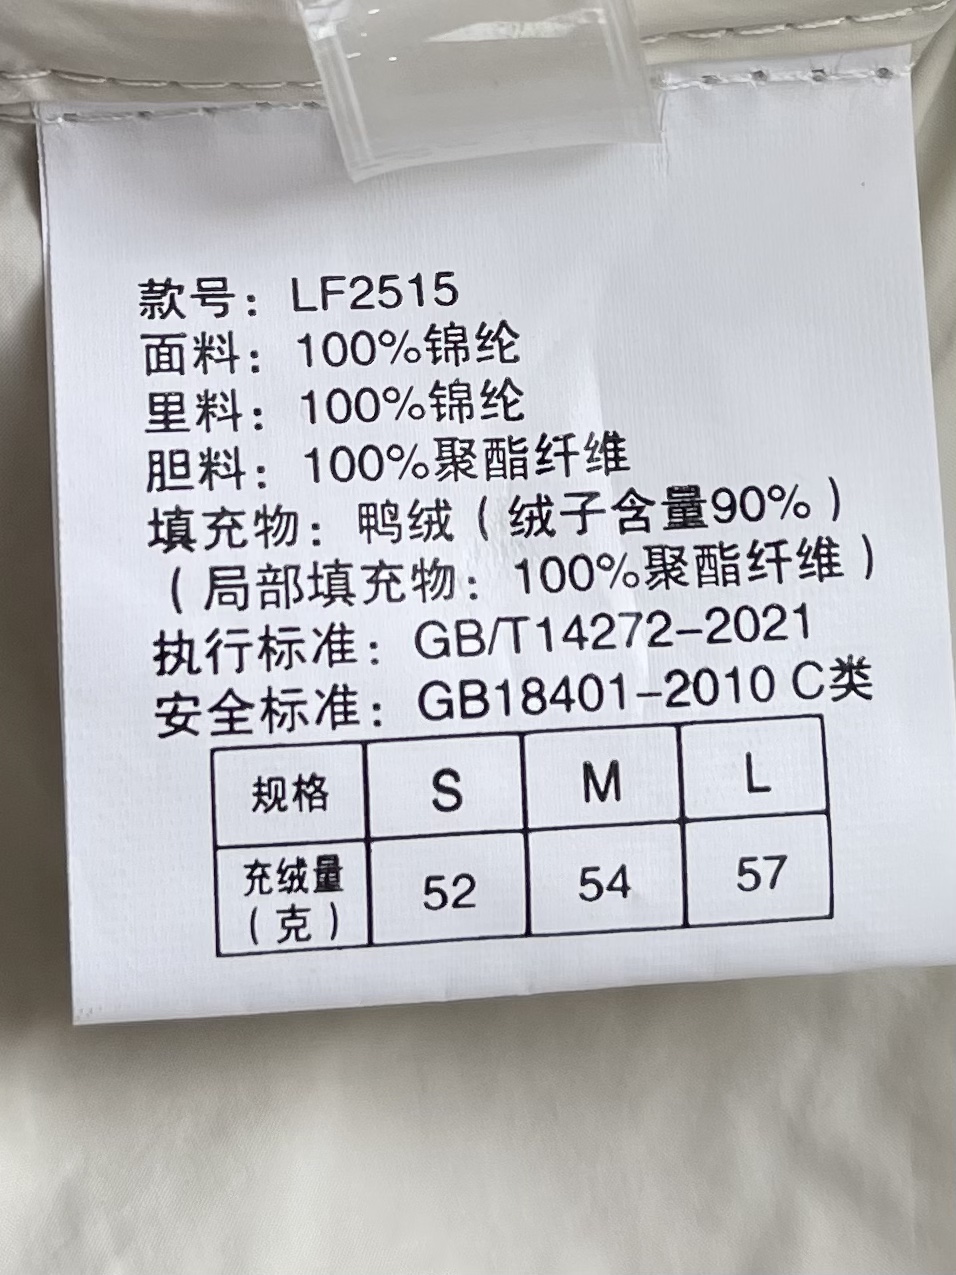 款号：LF2515
面料：100%锦纶
里料：100%锦纶
胆料：100%聚酯纤维
填充物：鸭绒（绒子含量90%）
（局部填充物：100%聚酯纤维）
执行标准：GB/T14272-2021
安全标准：GB18401-2010 C类
规格 S M L
充绒量（克） 52 54 57